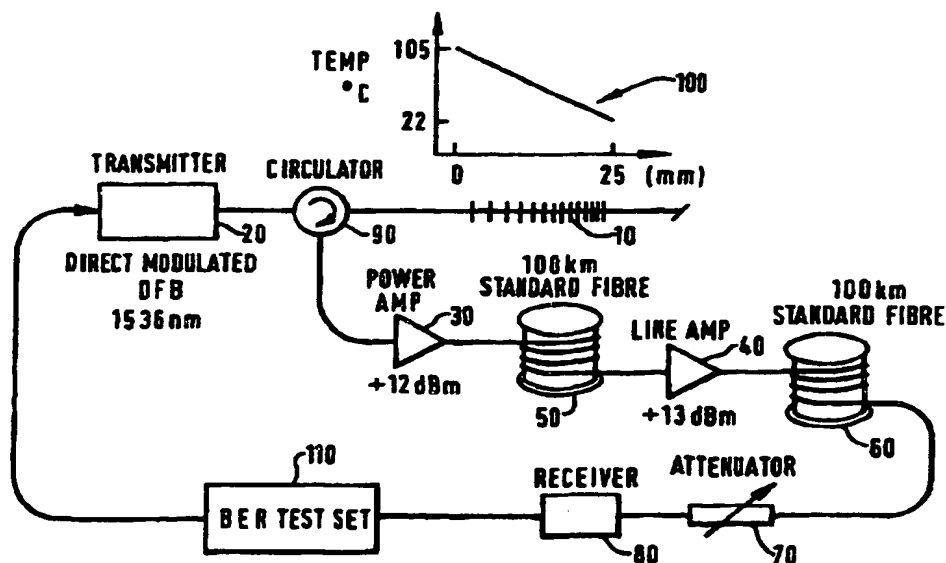 TEMP
°C
105
22
0
25
(mm)
100
TRANSMITTER
20
DIRECT MODULATED
DFB
1536nm
CIRCULATOR
90
10
POWER
AMP
30
+12dBm
100km
STANDARD FIBRE
50
LINE AMP
40
+13dBm
100km
STANDARD FIBRE
60
110
BER TEST SET
RECEIVER
80
ATTENUATOR
70